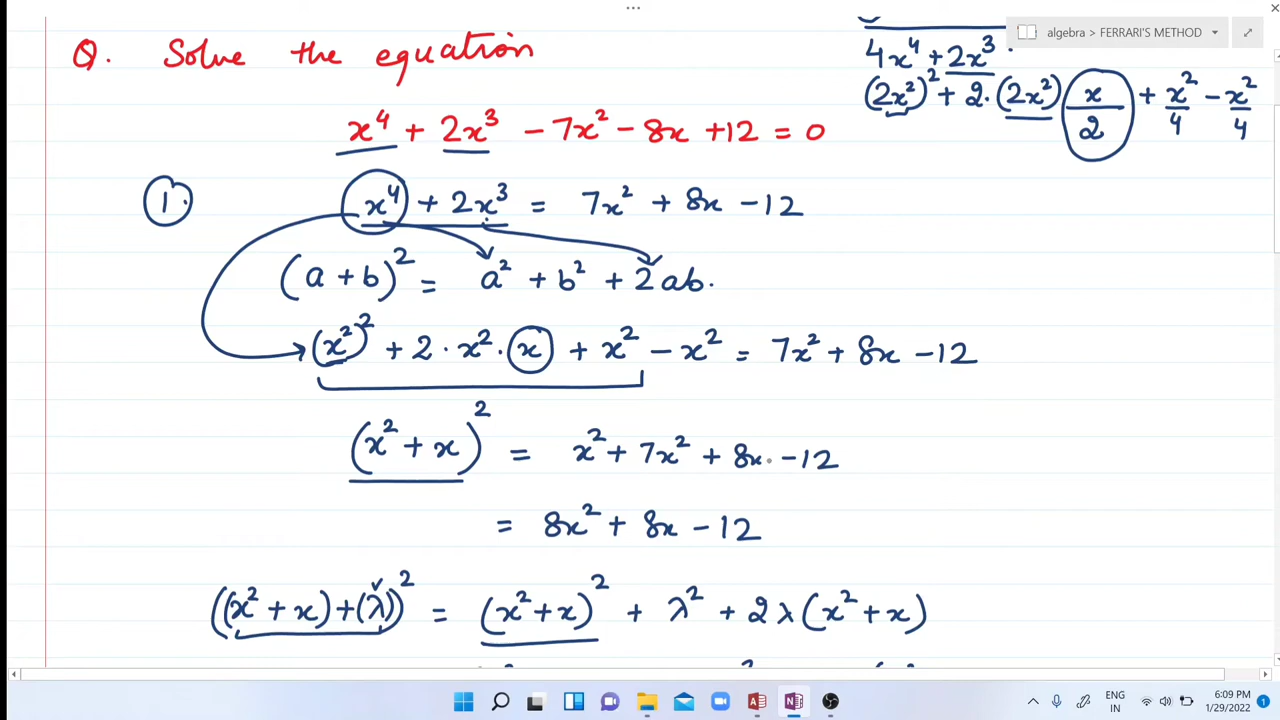 ...
algebra > FERRARI'S METHOD
Q. Solve the equation
4x⁴ + 2x³
(2x²)² + 2·(2x²) x/2 + x²/4 − x²/4
x⁴ + 2x³ − 7x² − 8x + 12 = 0
1. x⁴ + 2x³ = 7x² + 8x − 12
(a + b)² = a² + b² + 2ab.
(x²)² + 2·x²·x + x² − x² = 7x² + 8x − 12
(x² + x)² = x² + 7x² + 8x − 12
= 8x² + 8x − 12
((x² + x) + (λ))² = (x² + x)² + λ² + 2λ(x² + x)
ENG
IN
6:09 PM
1/29/2022
1